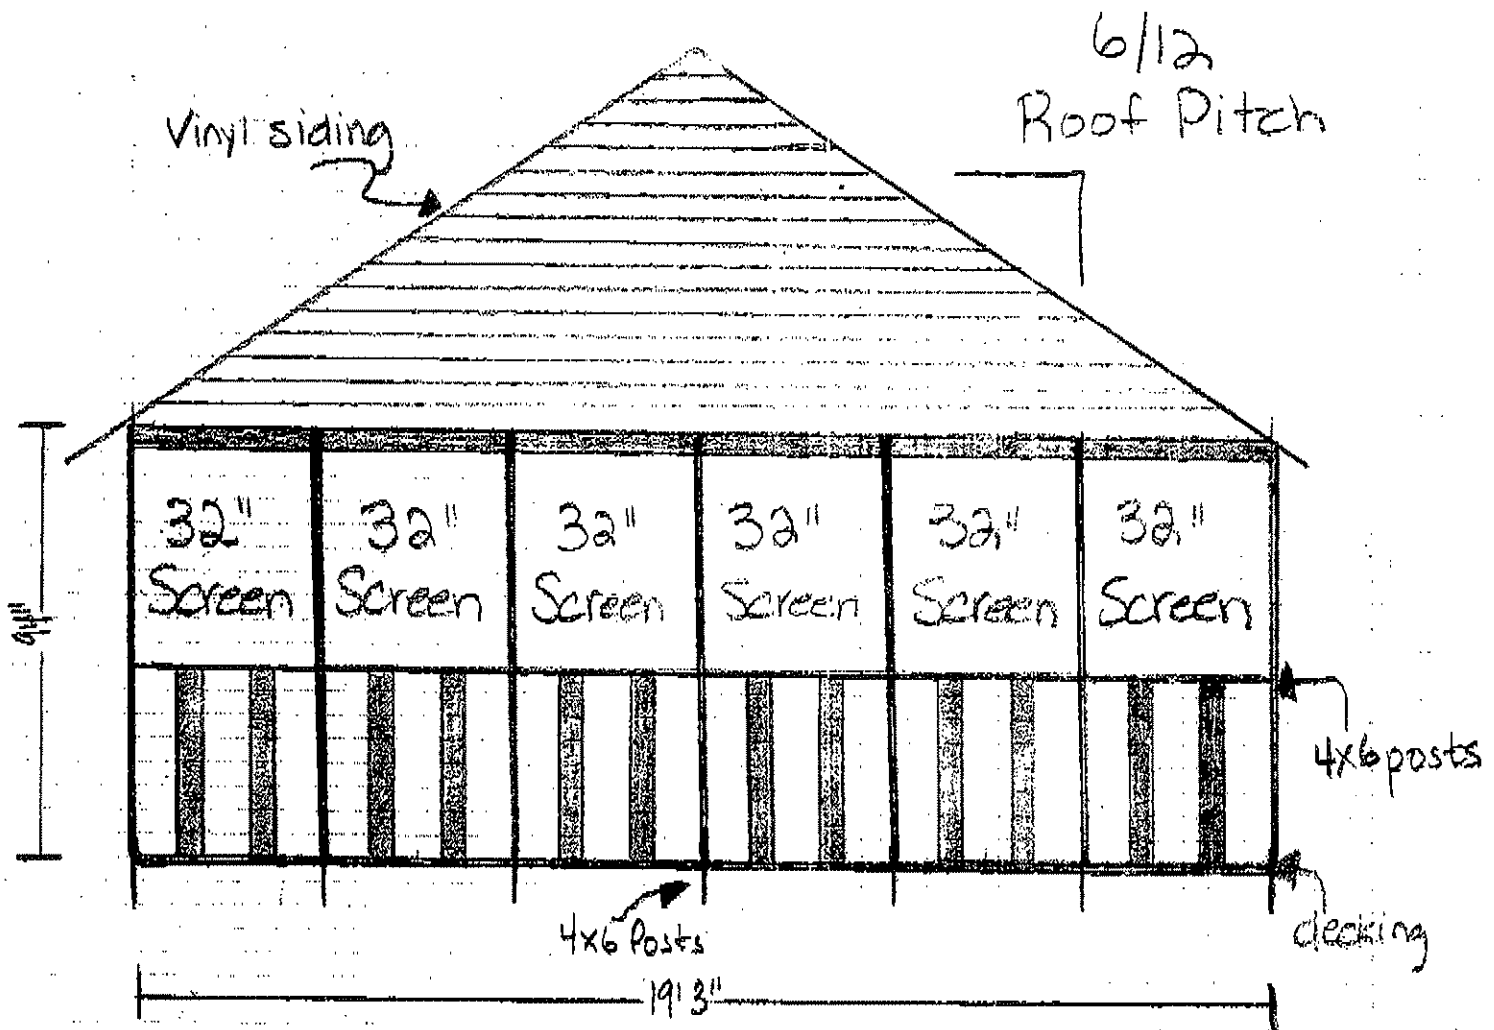 6/12
Roof Pitch
Vinyl siding
32" 32" 32" 32" 32" 32"
Screen Screen Screen Screen Screen Screen
4x6 posts
4x6 Posts
decking
19'3"